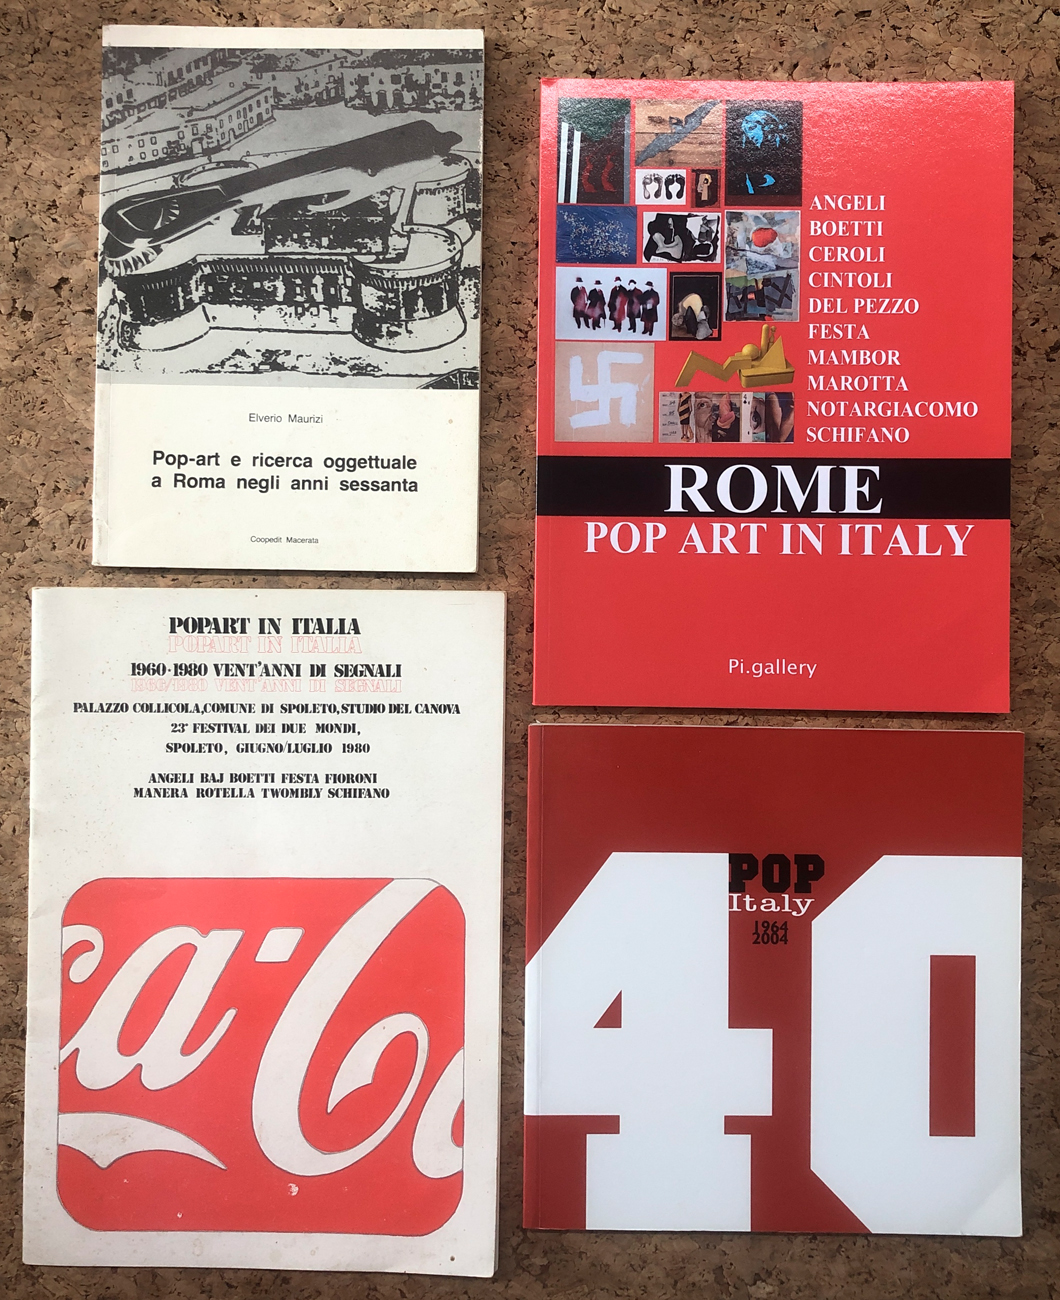 Elverio Maurizi
Pop-art e ricerca oggettuale
a Roma negli anni sessanta
Coopedit Macerata
ANGELI
BOETTI
CEROLI
CINTOLI
DEL PEZZO
FESTA
MAMBOR
MAROTTA
NOTARGIACOMO
SCHIFANO
ROME
POP ART IN ITALY
Pi.gallery
POPART IN ITALIA
POPART IN ITALIA
1960-1980 VENT'ANNI DI SEGNALI
1960/1980 VENT'ANNI DI SEGNALI
PALAZZO COLLICOLA,COMUNE DI SPOLETO,STUDIO DEL CANOVA
23° FESTIVAL DEI DUE MONDI,
SPOLETO, GIUGNO/LUGLIO 1980
ANGELI BAJ BOETTI FESTA FIORONI
MANERA ROTELLA TWOMBLY SCHIFANO
ca-Co
POP
Italy
1964
2004
40